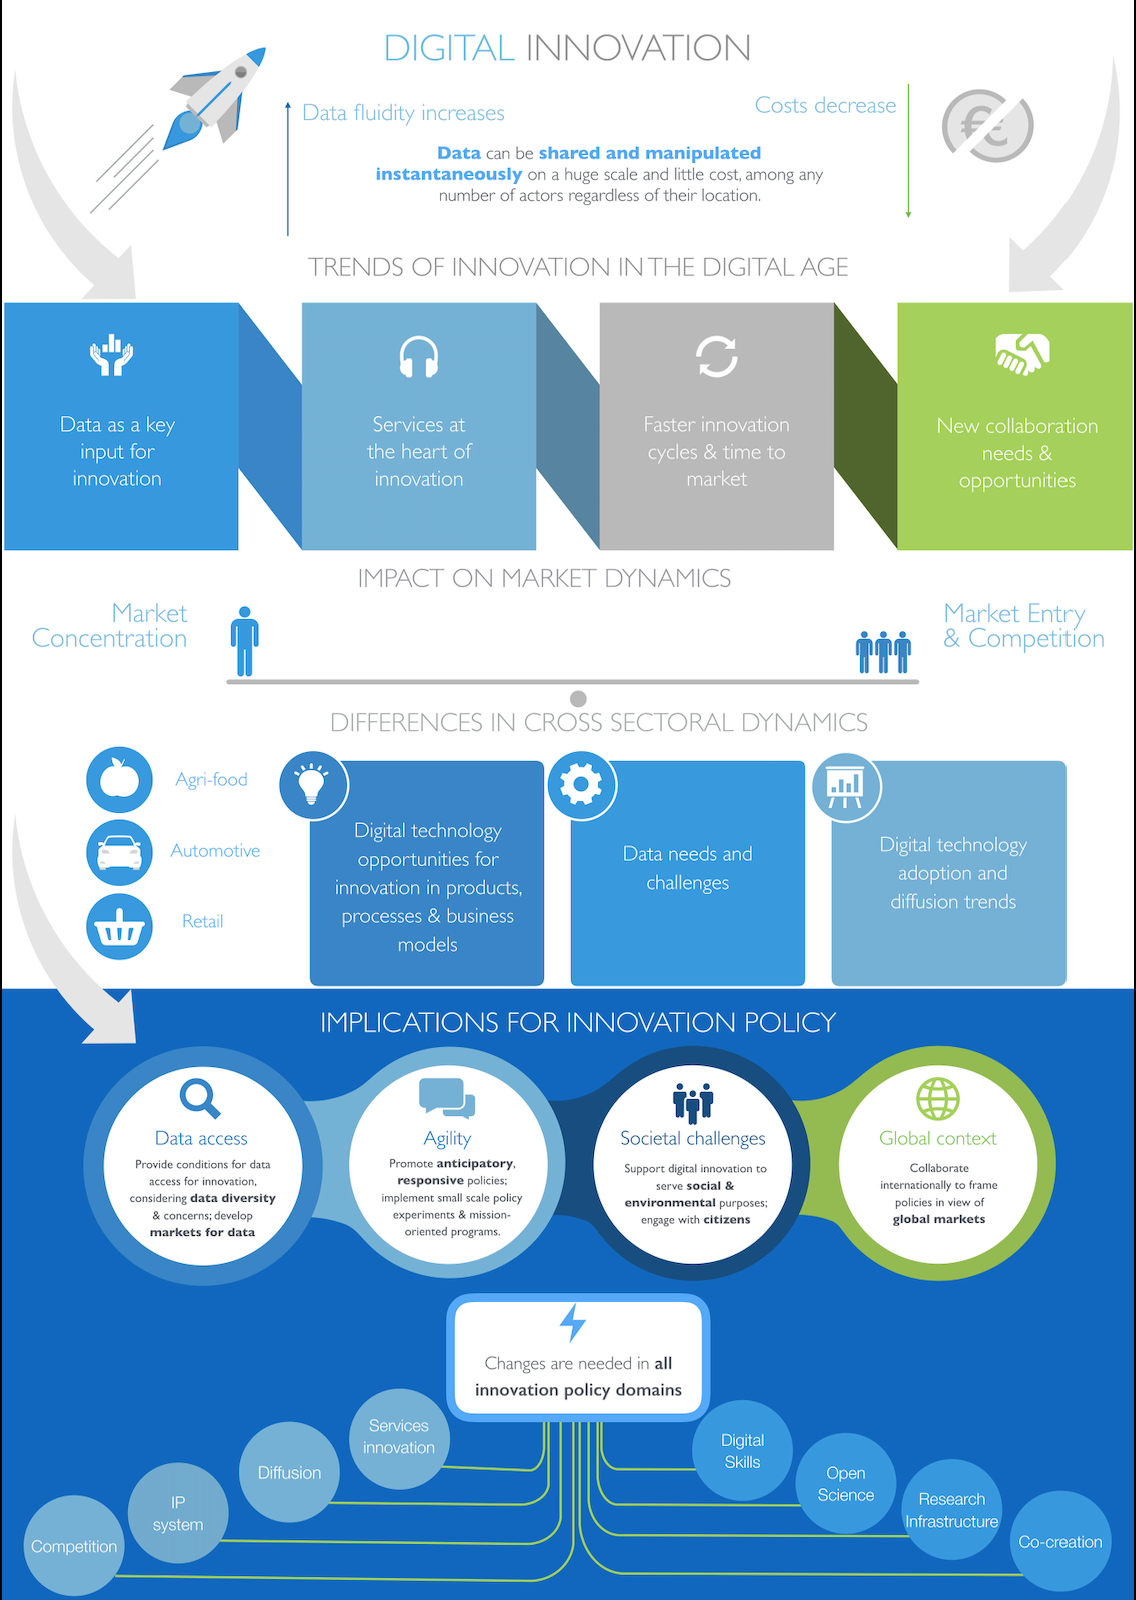 DIGITAL INNOVATION
Data fluidity increases
Costs decrease
Data can be shared and manipulated
instantaneously on a huge scale and little cost, among any
number of actors regardless of their location.
TRENDS OF INNOVATION IN THE DIGITAL AGE
Data as a key
input for
innovation
Services at
the heart of
innovation
Faster innovation
cycles & time to
market
New collaboration
needs &
opportunities
IMPACT ON MARKET DYNAMICS
Market
Concentration
Market Entry
& Competition
DIFFERENCES IN CROSS SECTORAL DYNAMICS
Agri-food
Automotive
Retail
Digital technology
opportunities for
innovation in products,
processes & business
models
Data needs and
challenges
Digital technology
adoption and
diffusion trends
IMPLICATIONS FOR INNOVATION POLICY
Data access
Provide conditions for data
access for innovation,
considering data diversity
& concerns; develop
markets for data
Agility
Promote anticipatory,
responsive policies;
implement small scale policy
experiments & mission-
oriented programs.
Societal challenges
Support digital innovation to
serve social &
environmental purposes;
engage with citizens
Global context
Collaborate
internationally to frame
policies in view of
global markets
Changes are needed in all
innovation policy domains
Competition
IP
system
Diffusion
Services
innovation
Digital
Skills
Open
Science
Research
Infrastructure
Co-creation